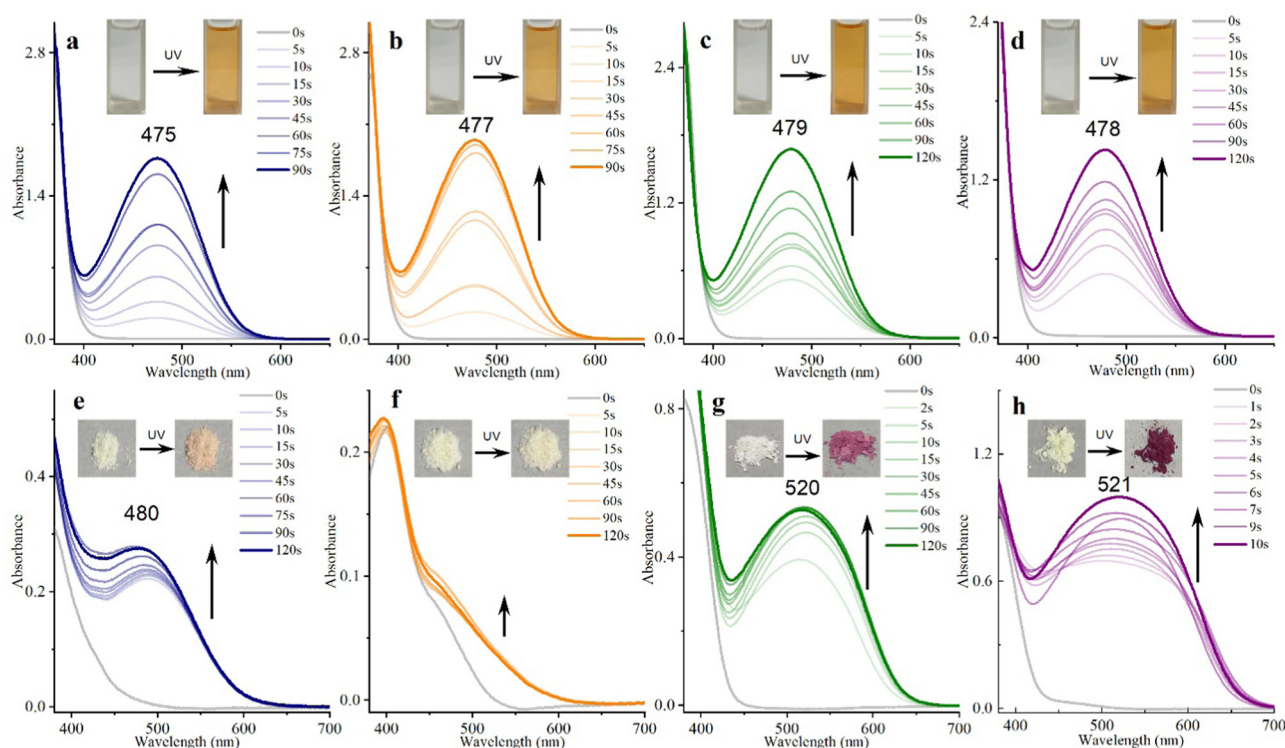 a
UV
475
0s
5s
10s
15s
30s
45s
60s
75s
90s
2.8
1.4
0.0
Absorbance
400
500
600
Wavelength (nm)
b
UV
477
0s
5s
10s
15s
30s
45s
60s
75s
90s
2.8
1.4
0.0
Absorbance
400
500
600
Wavelength (nm)
c
UV
479
0s
5s
10s
15s
30s
45s
60s
90s
120s
2.4
1.2
0.0
Absorbance
400
500
600
Wavelength (nm)
d
UV
478
0s
5s
10s
15s
30s
45s
60s
90s
120s
2.4
1.2
0.0
Absorbance
400
500
600
Wavelength (nm)
e
UV
480
0s
5s
10s
15s
30s
45s
60s
75s
90s
120s
0.4
0.2
0.0
Absorbance
400
500
600
700
Wavelength (nm)
f
UV
0s
5s
10s
15s
30s
45s
60s
90s
120s
0.2
0.1
0.0
Absorbance
400
500
600
700
Wavelength (nm)
g
UV
520
0s
2s
5s
10s
15s
30s
45s
60s
90s
120s
0.8
0.4
0.0
Absorbance
400
500
600
700
Wavelength (nm)
h
UV
521
0s
1s
2s
3s
4s
5s
6s
7s
9s
10s
1.2
0.6
0.0
Absorbance
400
500
600
700
Wavelength (nm)